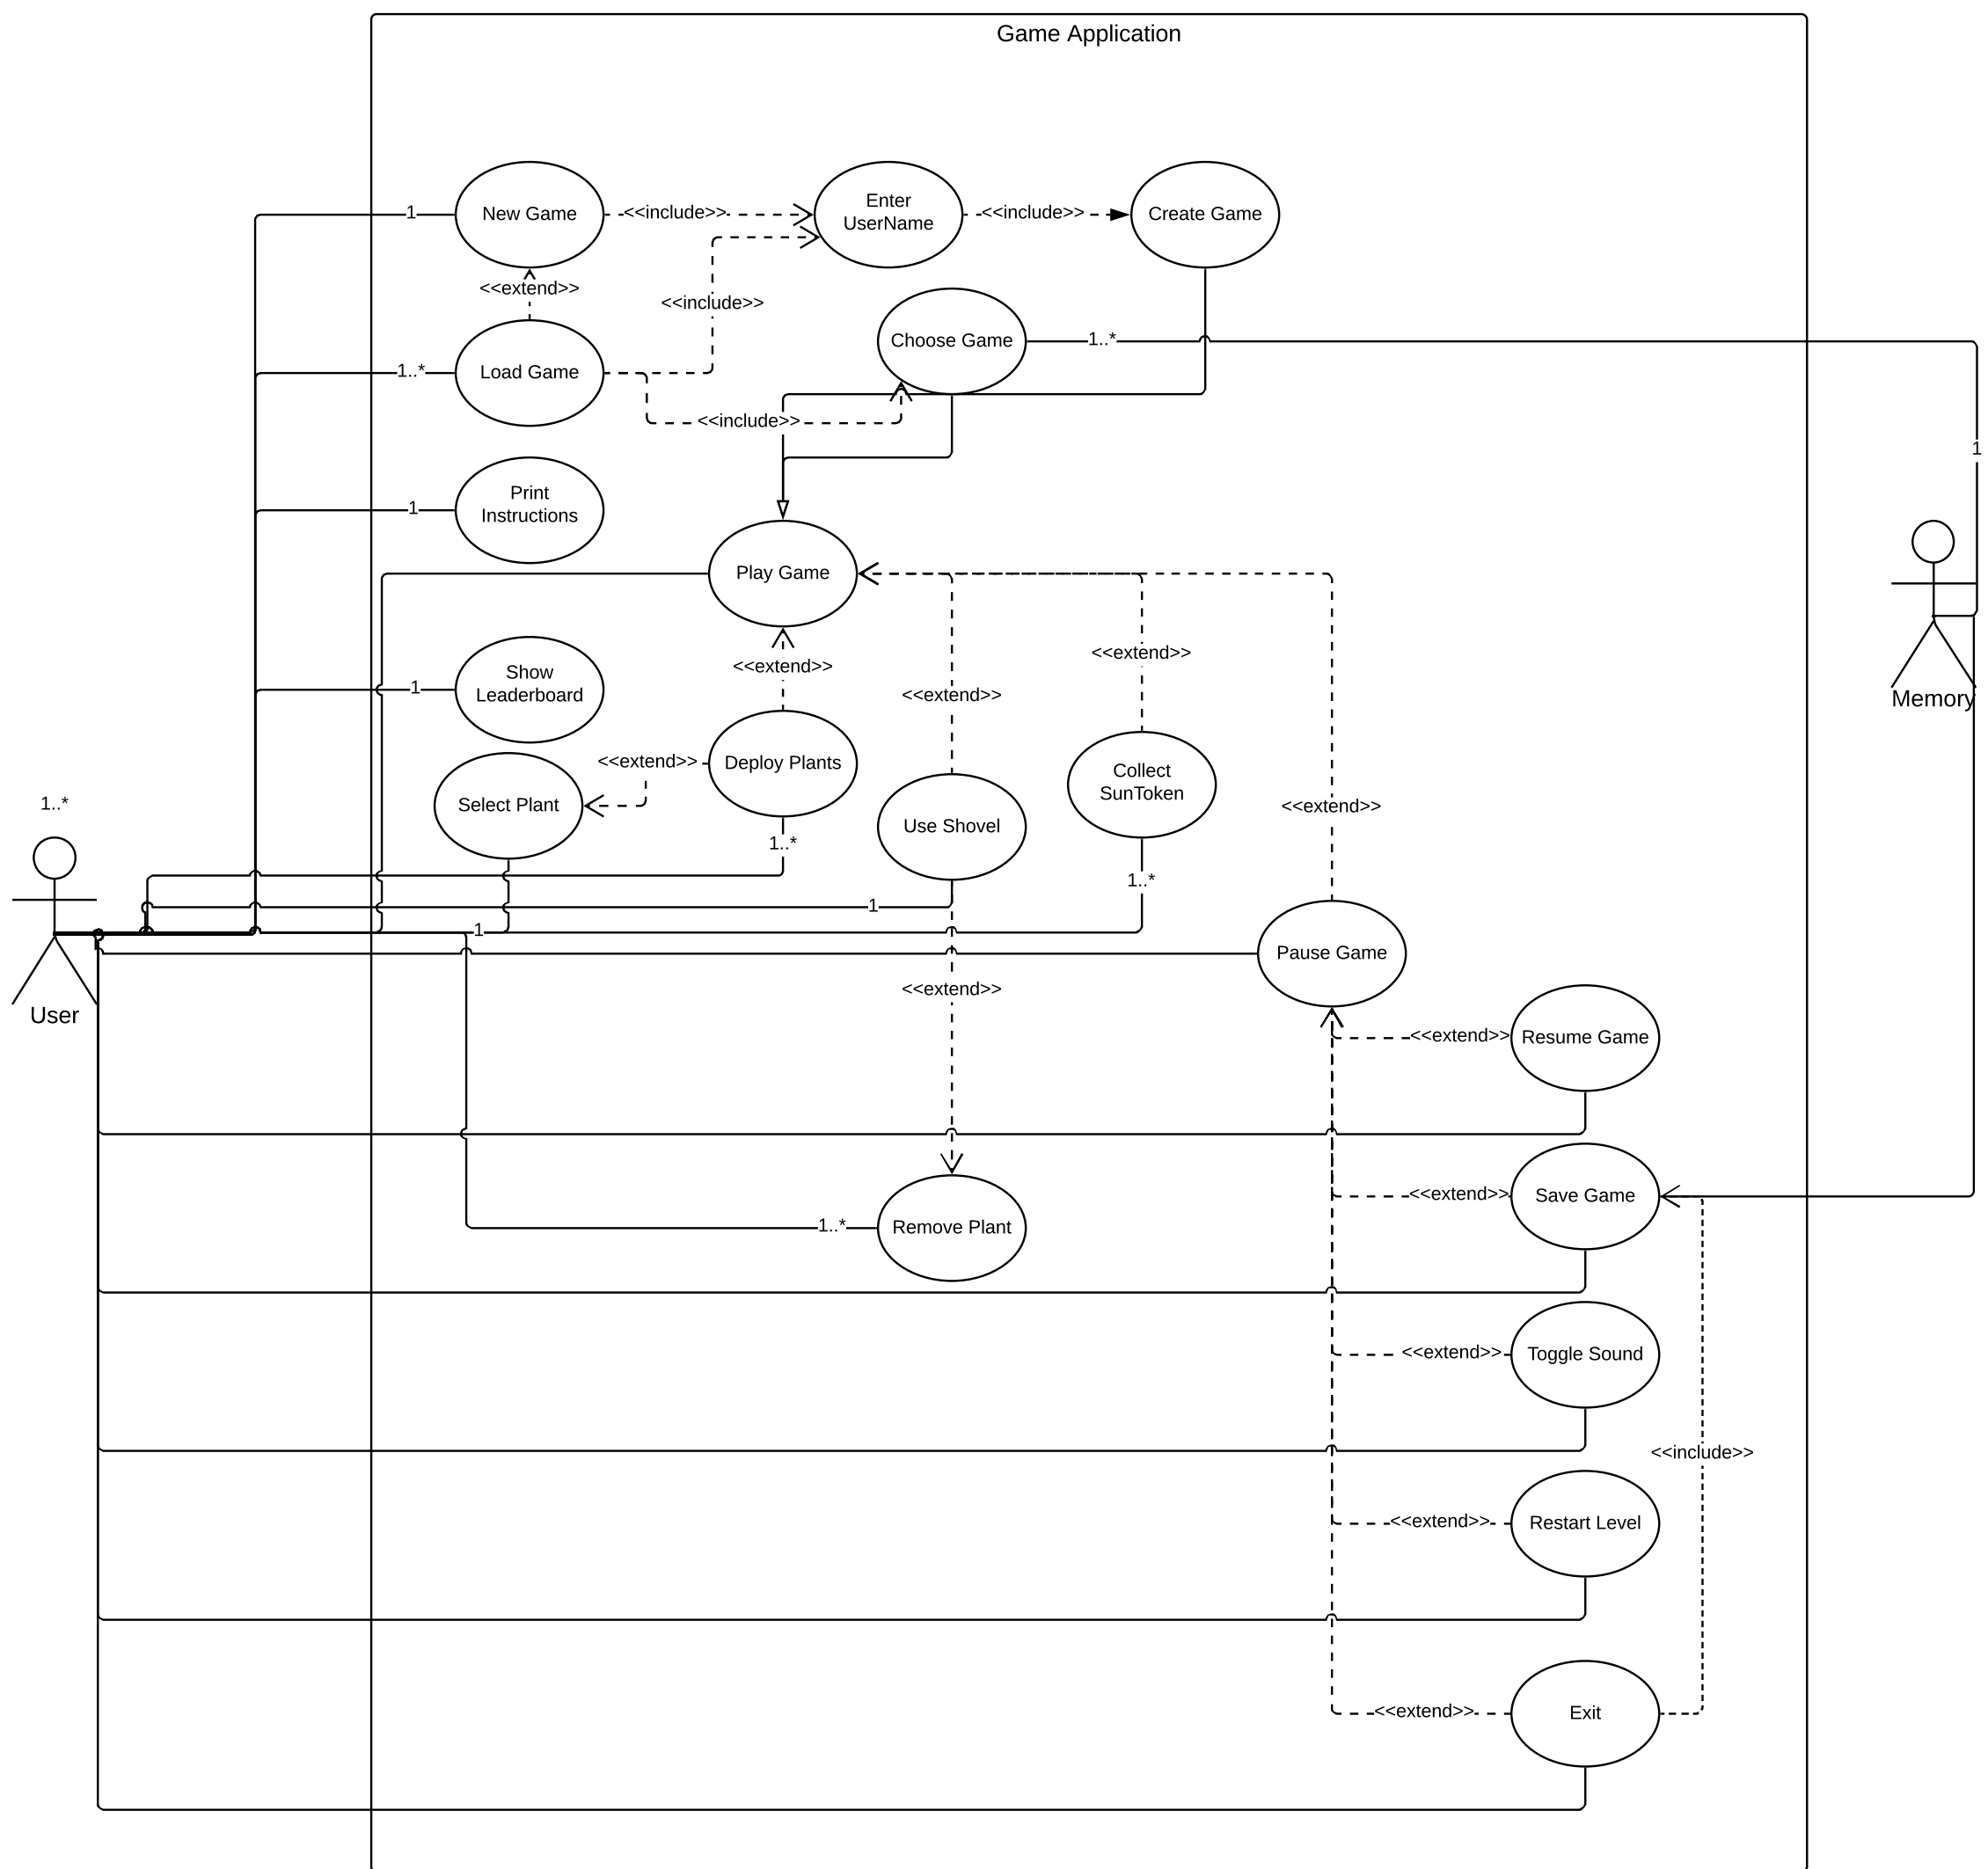 Game Application
New Game
1
<<include>>
Enter
UserName
<<include>>
Create Game
<<extend>>
<<include>>
Choose Game
1..*
Load Game
1..*
<<include>>
1
Print
Instructions
1
Play Game
Show
Leaderboard
1
<<extend>>
<<extend>>
<<extend>>
Memory
Select Plant
<<extend>>
Deploy Plants
Collect
SunToken
Use Shovel
<<extend>>
1..*
1..*
1..*
1
1
Pause Game
<<extend>>
User
<<extend>>
Resume Game
<<extend>>
Save Game
1..*
Remove Plant
<<extend>>
Toggle Sound
<<include>>
<<extend>>
Restart Level
<<extend>>
Exit